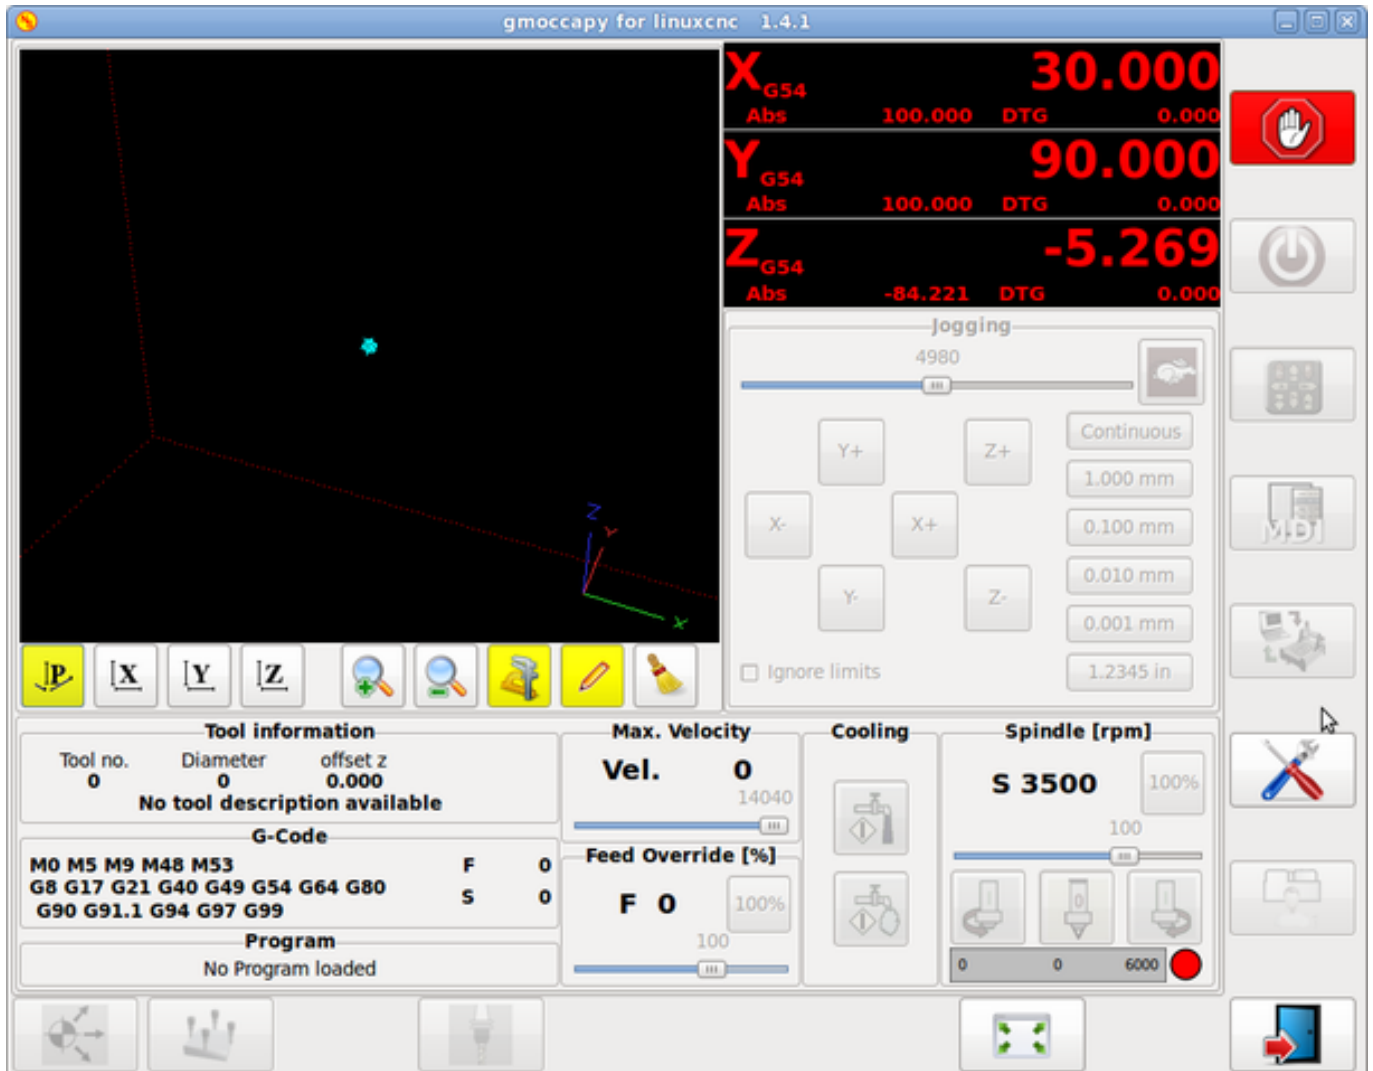 gmoccapy for linuxcnc 1.4.1
X G54 30.000
Abs 100.000 DTG 0.000
Y G54 90.000
Abs 100.000 DTG 0.000
Z G54 -5.269
Abs -84.221 DTG 0.000
Jogging
4980
Continuous
Y+ Z+
1.000 mm
X- X+
0.100 mm
0.010 mm
Y- Z-
0.001 mm
Ignore limits
1.2345 in
MDI
Z
Y
X
P X Y Z
Tool information
Tool no. Diameter offset z
0 0 0.000
No tool description available
G-Code
M0 M5 M9 M48 M53
G8 G17 G21 G40 G49 G54 G64 G80
G90 G91.1 G94 G97 G99
F 0
S 0
Program
No Program loaded
Max. Velocity
Vel. 0
14040
Feed Override [%]
F 0 100%
100
Cooling
Spindle [rpm]
S 3500 100%
100
0 0 6000